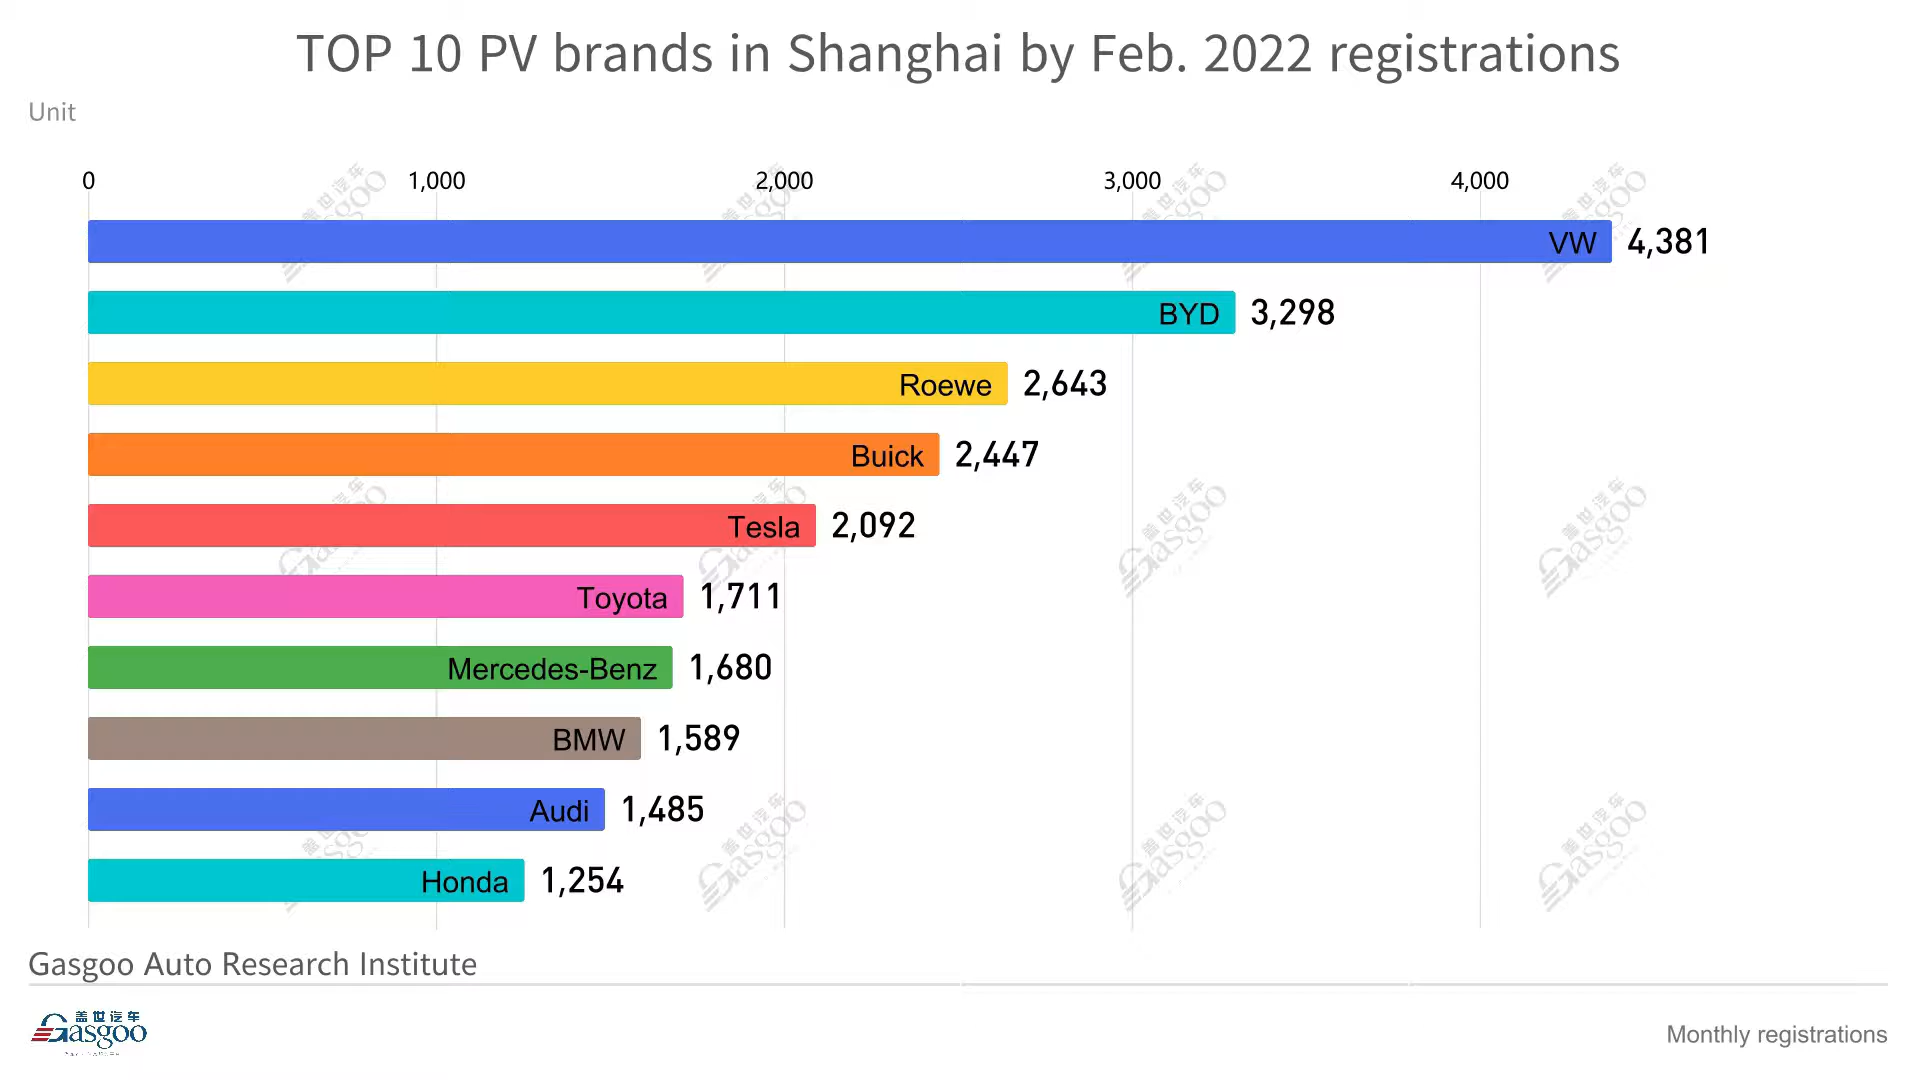 TOP 10 PV brands in Shanghai by Feb. 2022 registrations
Unit
0 1,000 2,000 3,000 4,000
VW 4,381
BYD 3,298
Roewe 2,643
Buick 2,447
Tesla 2,092
Toyota 1,711
Mercedes-Benz 1,680
BMW 1,589
Audi 1,485
Honda 1,254
Gasgoo Auto Research Institute
盖世汽车
Gasgoo
Monthly registrations